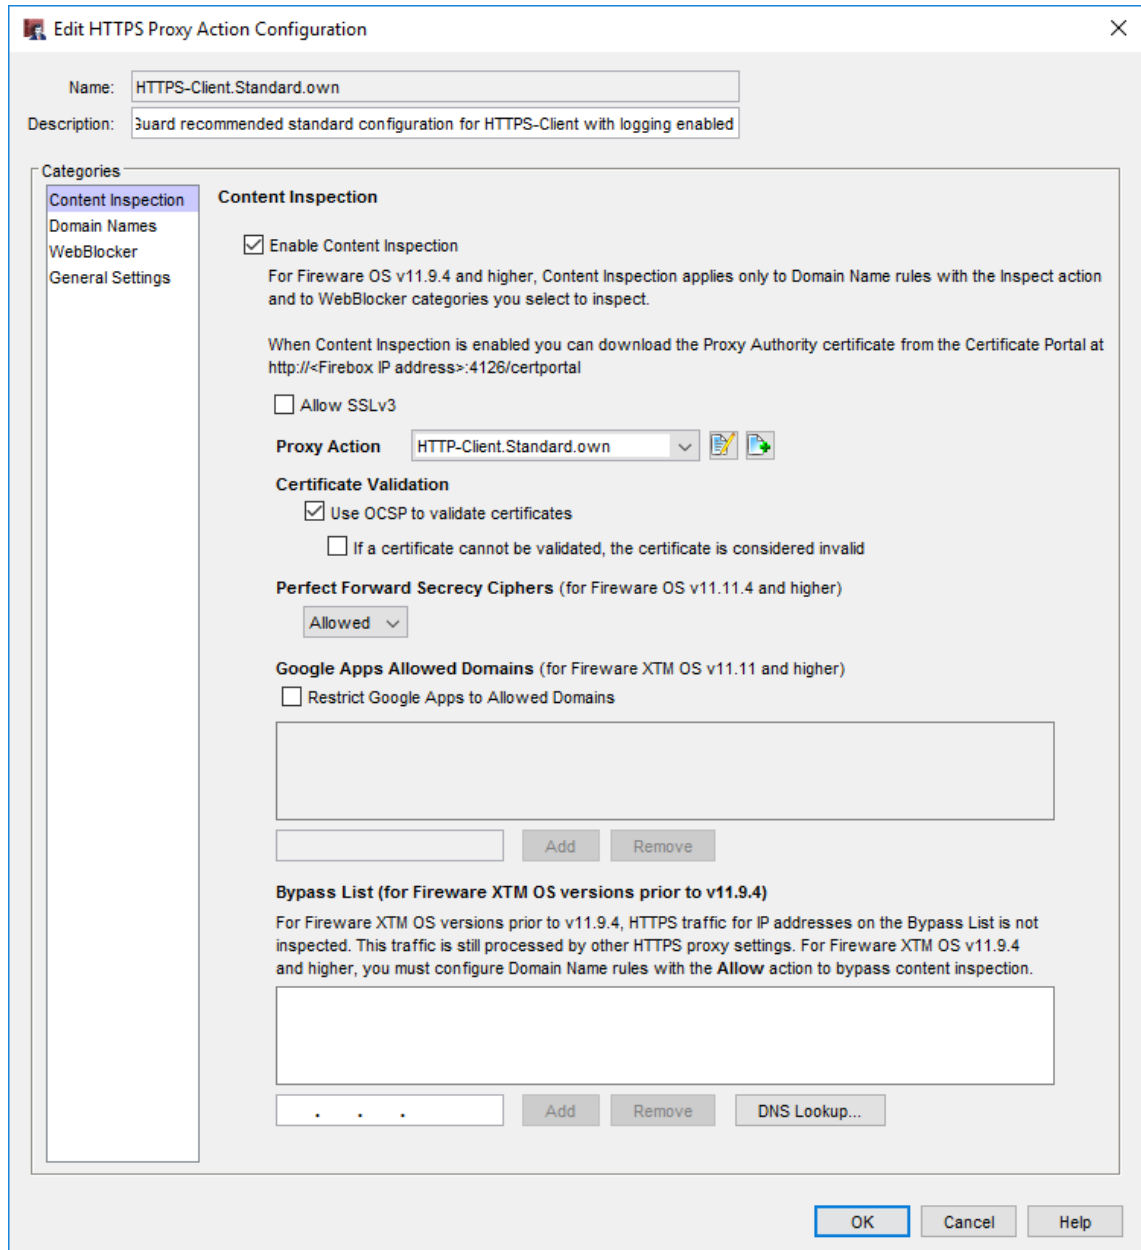 Edit HTTPS Proxy Action Configuration
Name: HTTPS-Client.Standard.own
Description: Guard recommended standard configuration for HTTPS-Client with logging enabled
Categories
Content Inspection
Domain Names
WebBlocker
General Settings
Content Inspection
Enable Content Inspection
For Fireware OS v11.9.4 and higher, Content Inspection applies only to Domain Name rules with the Inspect action
and to WebBlocker categories you select to inspect.
When Content Inspection is enabled you can download the Proxy Authority certificate from the Certificate Portal at
http://<Firebox IP address>:4126/certportal
Allow SSLv3
Proxy Action HTTP-Client.Standard.own
Certificate Validation
Use OCSP to validate certificates
If a certificate cannot be validated, the certificate is considered invalid
Perfect Forward Secrecy Ciphers (for Fireware OS v11.11.4 and higher)
Allowed
Google Apps Allowed Domains (for Fireware XTM OS v11.11 and higher)
Restrict Google Apps to Allowed Domains
Add Remove
Bypass List (for Fireware XTM OS versions prior to v11.9.4)
For Fireware XTM OS versions prior to v11.9.4, HTTPS traffic for IP addresses on the Bypass List is not
inspected. This traffic is still processed by other HTTPS proxy settings. For Fireware XTM OS v11.9.4
and higher, you must configure Domain Name rules with the Allow action to bypass content inspection.
. . . Add Remove DNS Lookup...
OK Cancel Help